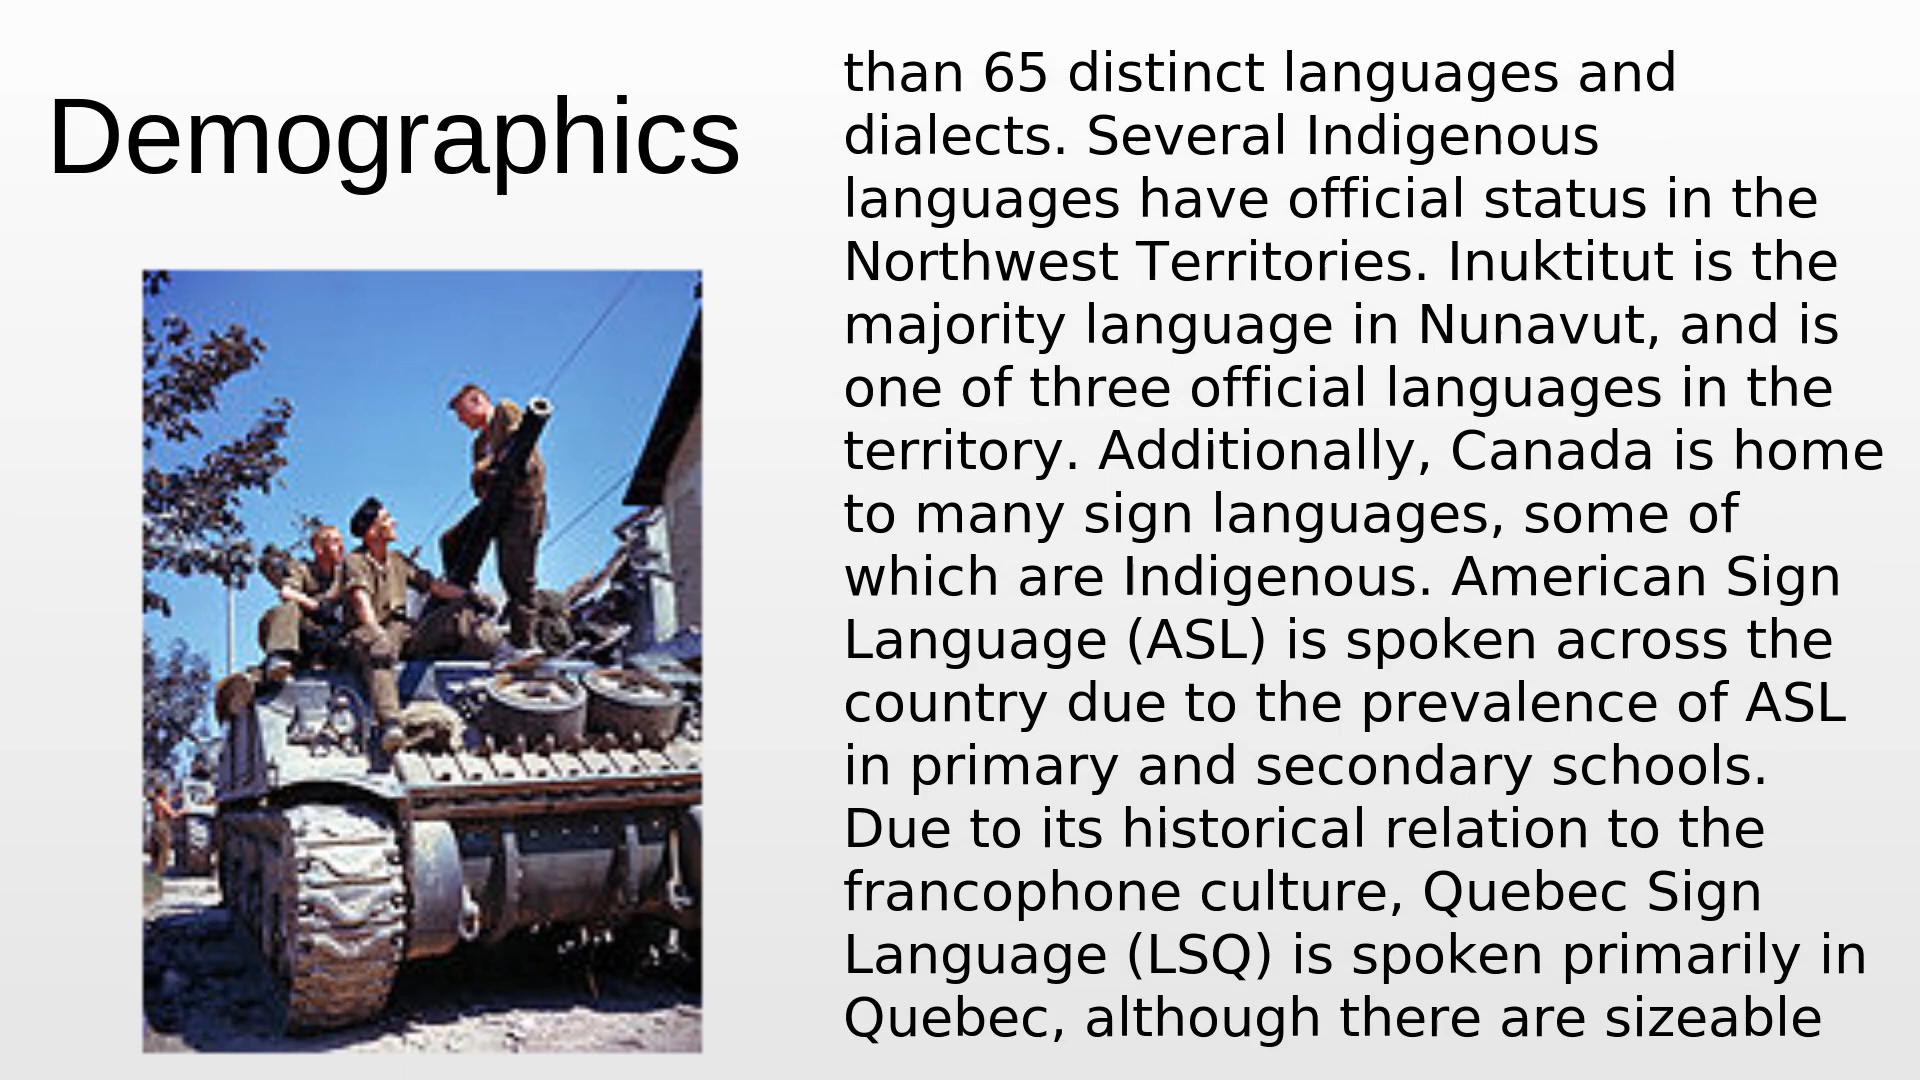 Demographics
than 65 distinct languages and
dialects. Several Indigenous
languages have official status in the
Northwest Territories. Inuktitut is the
majority language in Nunavut, and is
one of three official languages in the
territory. Additionally, Canada is home
to many sign languages, some of
which are Indigenous. American Sign
Language (ASL) is spoken across the
country due to the prevalence of ASL
in primary and secondary schools.
Due to its historical relation to the
francophone culture, Quebec Sign
Language (LSQ) is spoken primarily in
Quebec, although there are sizeable